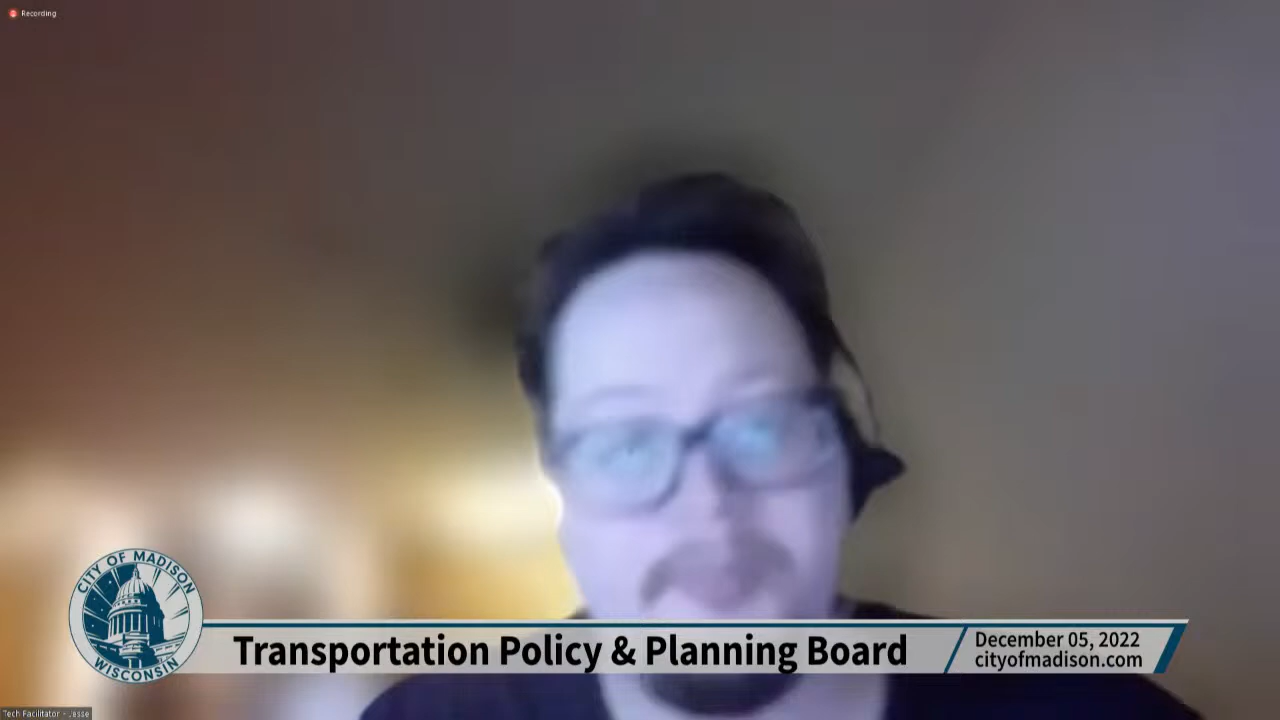 Recording
CITY OF MADISON
WISCONSIN
Transportation Policy & Planning Board
December 05, 2022
cityofmadison.com
Tech Facilitator - Jesse